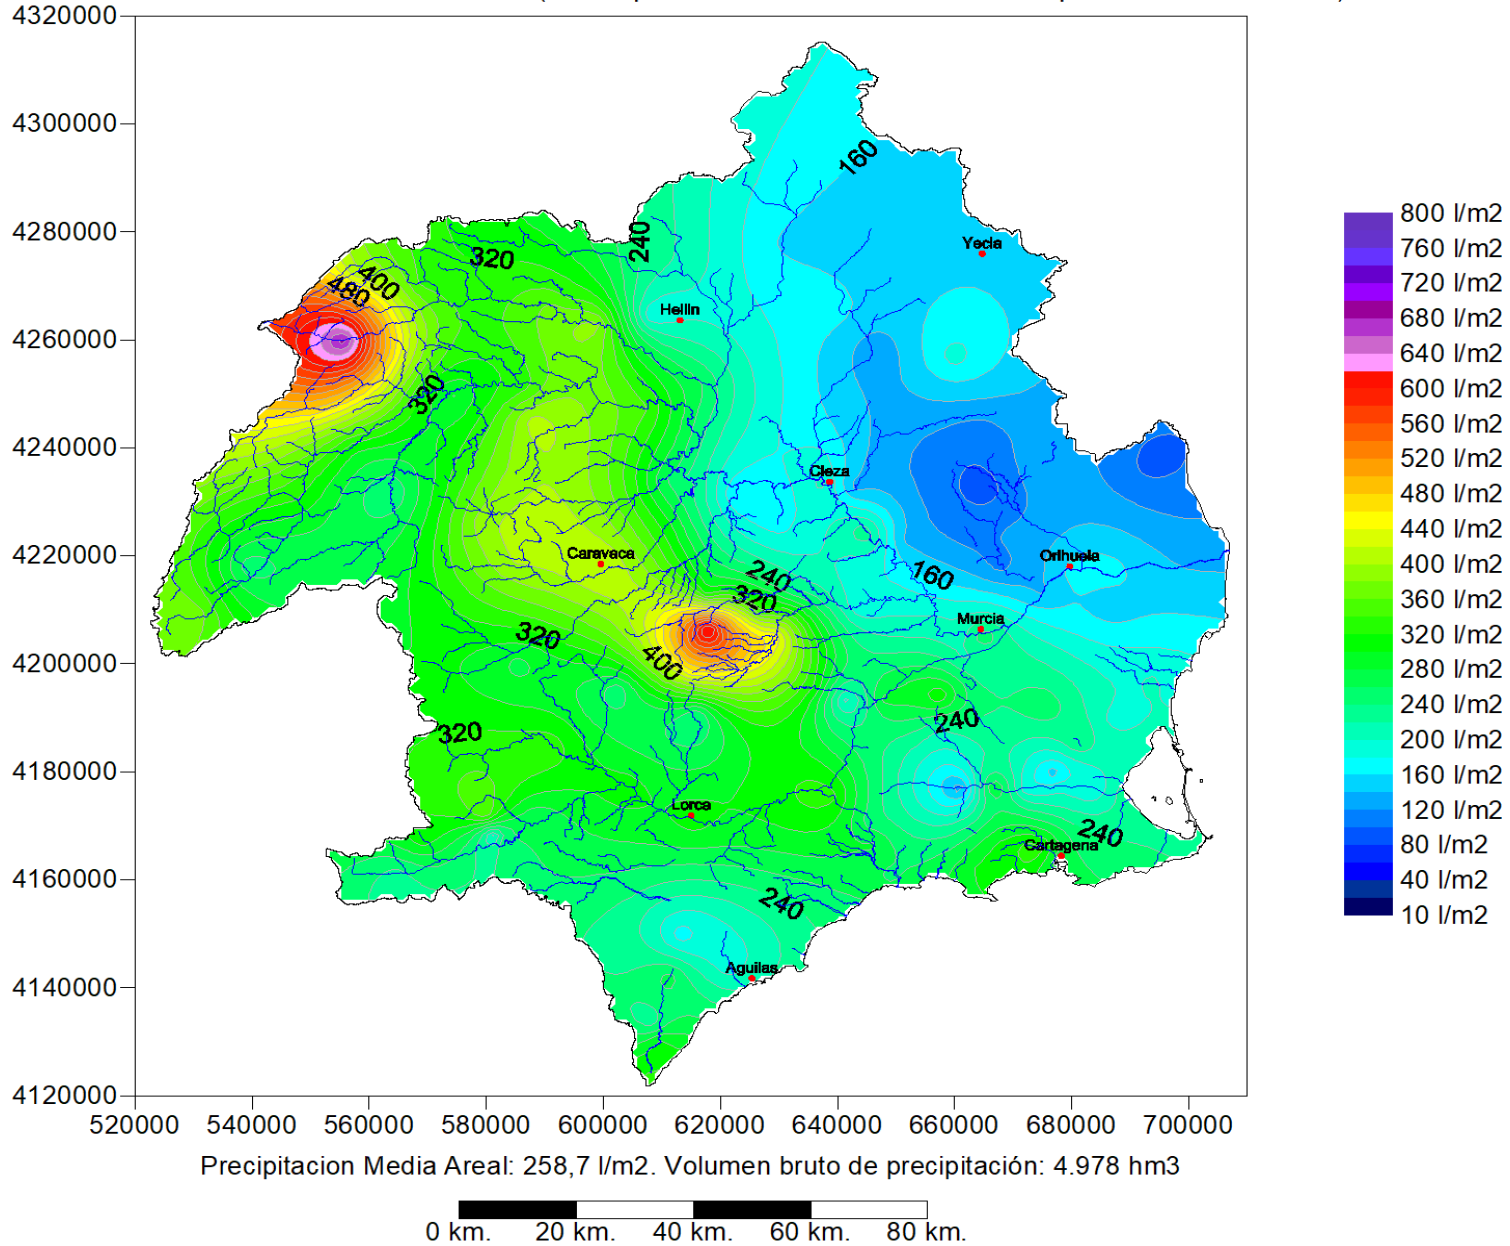 4320000
4300000
160
4280000
Yecla
240
320
400
480
Hellin
800 l/m2
760 l/m2
720 l/m2
680 l/m2
640 l/m2
600 l/m2
560 l/m2
520 l/m2
480 l/m2
440 l/m2
400 l/m2
360 l/m2
320 l/m2
280 l/m2
240 l/m2
200 l/m2
160 l/m2
120 l/m2
80 l/m2
40 l/m2
10 l/m2
4260000
320
4240000
Cieza
4220000
Caravaca
240
160
Orihuela
320
Murcia
320
400
4200000
240
320
4180000
Lorca
240
Cartagena
4160000
240
Aguilas
4140000
4120000
520000 540000 560000 580000 600000 620000 640000 660000 680000 700000
Precipitacion Media Areal: 258,7 l/m2. Volumen bruto de precipitación: 4.978 hm3
0 km. 20 km. 40 km. 60 km. 80 km.